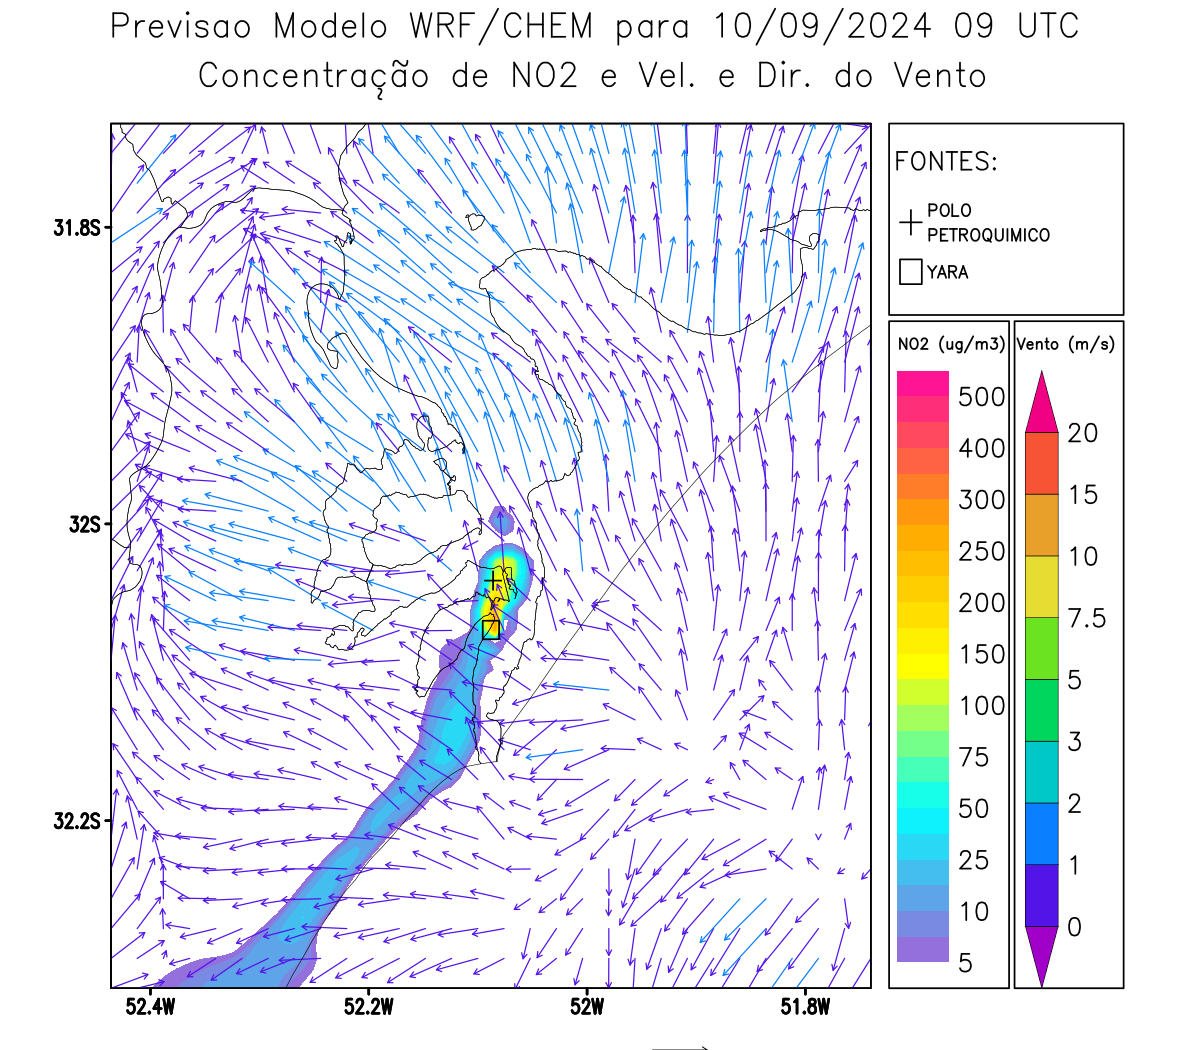 Previsao Modelo WRF/CHEM para 10/09/2024 09 UTC
Concentração de NO2 e Vel. e Dir. do Vento
FONTES:
POLO
PETROQUIMICO
YARA
NO2 (ug/m3)
500
400
300
250
200
150
100
75
50
25
10
5
Vento (m/s)
20
15
10
7.5
5
3
2
1
0
31.8S
32S
32.2S
52.4W
52.2W
52W
51.8W